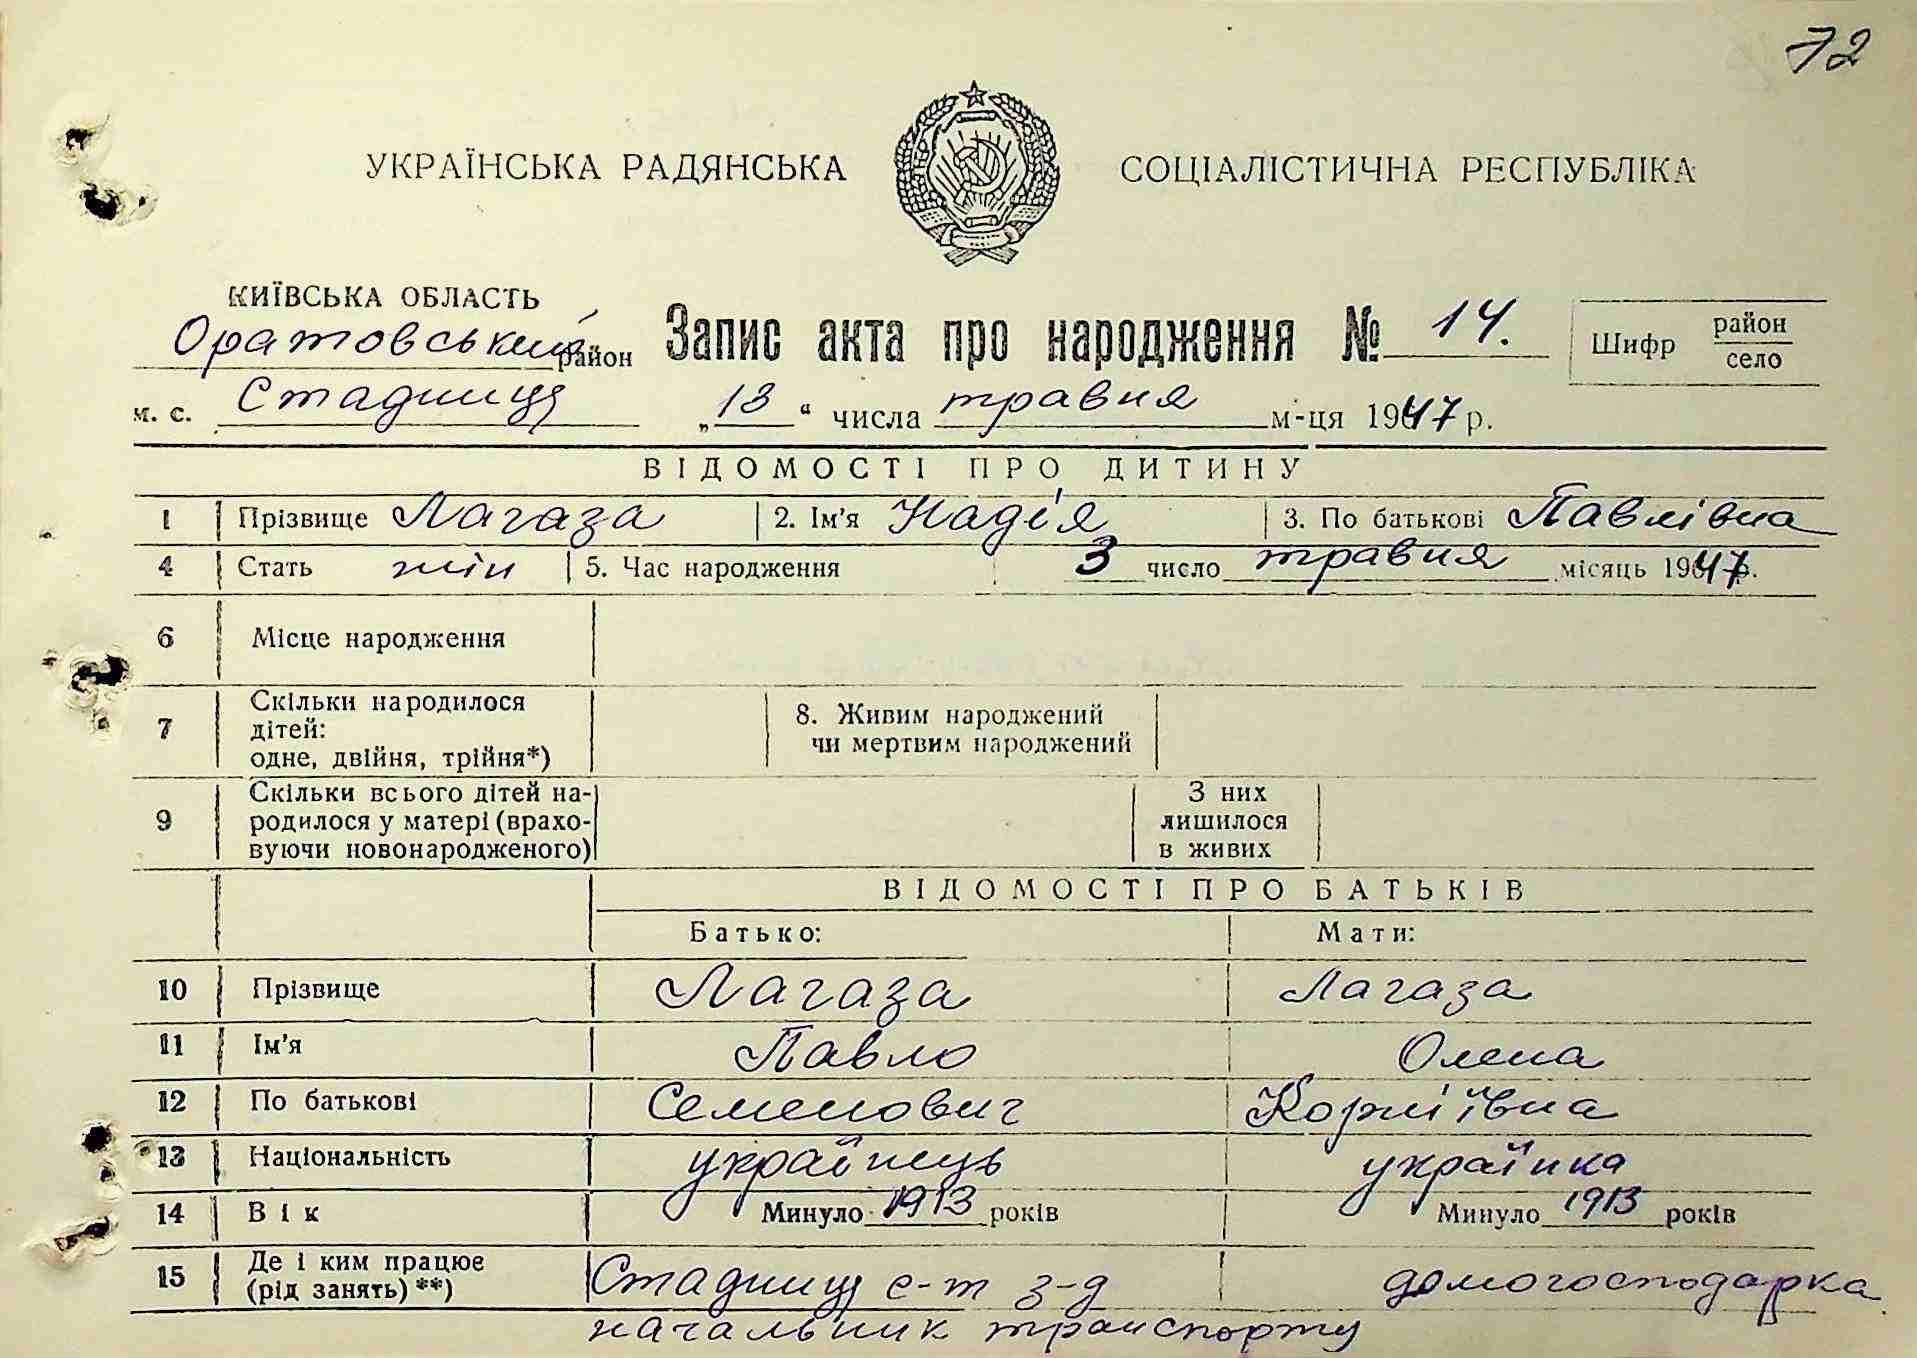 72
УКРАЇНСЬКА РАДЯНСЬКА СОЦІАЛІСТИЧНА РЕСПУБЛІКА
КИЇВСЬКА ОБЛАСТЬ
Оратовський район Запис акта про народження № 14. Шифр район село
м. с. Стадниця „13“ числа травня м-ця 1947 р.
ВІДОМОСТІ ПРО ДИТИНУ
1 Прізвище Лагаза 2. Ім'я Надія 3. По батькові Павлівна
4 Стать жін 5. Час народження 3 число травня місяць 1947 р.
6 Місце народження
7 Скільки народилося
дітей:
одне, двійня, трійня*)
8. Живим народжений
чи мертвим народжений
9 Скільки всього дітей на-
родилося у матері (врахо-
вуючи новонародженого)
З них
лишилося
в живих
ВІДОМОСТІ ПРО БАТЬКІВ
Батько: Мати:
10 Прізвище Лагаза Лагаза
11 Ім'я Павло Олена
12 По батькові Семенович Корніївна
13 Національність українець українка
14 Вік Минуло 1913 років Минуло 1913 років
15 Де і ким працює
(рід занять) **)
Стадниц с-т з-д домогосподарка
начальник транспорту